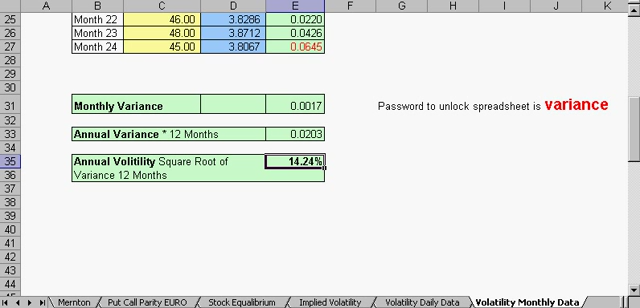 A B C D E F G H I J K
25 Month 22 46.00 3.8286 0.0220
26 Month 23 48.00 3.8712 0.0426
27 Month 24 45.00 3.8067 0.0645
28
29
30
31 Monthly Variance 0.0017 Password to unlock spreadsheet is variance
32
33 Annual Variance * 12 Months 0.0203
34
35 Annual Volitility Square Root of 14.24%
36 Variance 12 Months
37
38
39
40
41
42
43
44
45
Mernton Put Call Parity EURO Stock Equalibrium Implied Volatility Volatility Daily Data Volatility Monthly Data